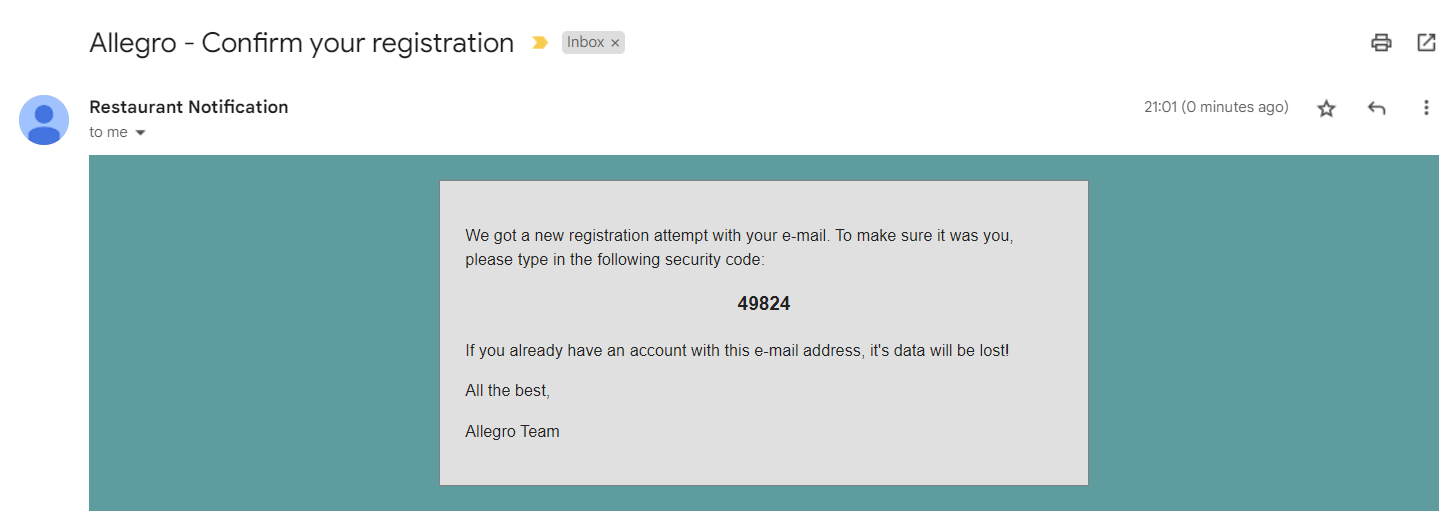 Allegro - Confirm your registration
Inbox ×
Restaurant Notification
21:01 (0 minutes ago)
to me
We got a new registration attempt with your e-mail. To make sure it was you,
please type in the following security code:
49824
If you already have an account with this e-mail address, it's data will be lost!
All the best,
Allegro Team